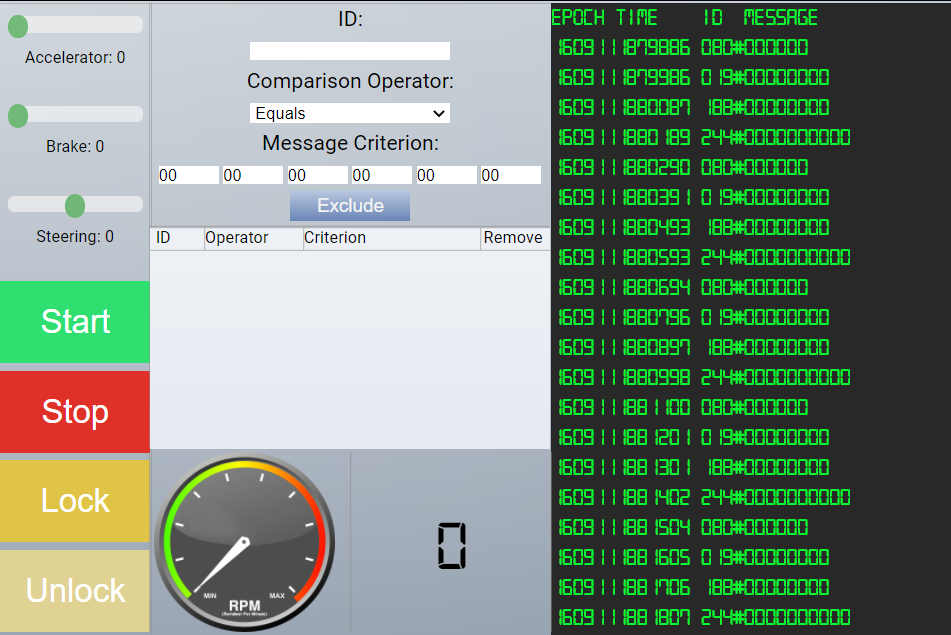 Accelerator: 0
Brake: 0
Steering: 0
Start
Stop
Lock
Unlock
ID:
Comparison Operator:
Equals
Message Criterion:
00 00 00 00 00 00
Exclude
ID Operator Criterion Remove
MIN MAX
RPM
(Reindeer Per Minute)
0
EPOCH TIME ID MESSAGE
1609111879886 080#000000
1609111879986 019#00000000
1609111880087 188#00000000
1609111880189 244#0000000000
1609111880290 080#000000
1609111880391 019#00000000
1609111880493 188#00000000
1609111880593 244#0000000000
1609111880694 080#000000
1609111880796 019#00000000
1609111880897 188#00000000
1609111880998 244#0000000000
1609111881100 080#000000
1609111881201 019#00000000
1609111881301 188#00000000
1609111881402 244#0000000000
1609111881504 080#000000
1609111881605 019#00000000
1609111881706 188#00000000
1609111881807 244#0000000000